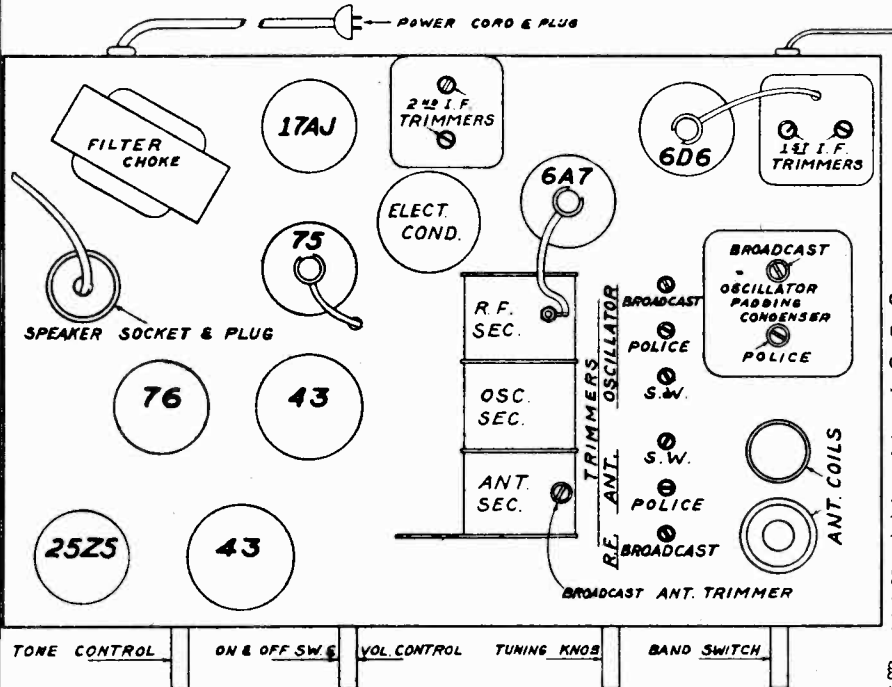 POWER CORD & PLUG
FILTER
CHOKE
17AJ
2ND I.F.
TRIMMERS
6D6
1ST I.F.
TRIMMERS
6A7
ELECT.
COND.
75
SPEAKER SOCKET & PLUG
R.F.
SEC.
OSC.
SEC.
ANT.
SEC.
TRIMMERS
OSCILLATOR
BROADCAST
POLICE
S.W.
ANT.
S.W.
POLICE
R.F.
BROADCAST
BROADCAST
OSCILLATOR
PADDING
CONDENSER
POLICE
76
43
ANT. COILS
25Z5
43
BROADCAST ANT. TRIMMER
TONE CONTROL
ON & OFF SW. &
VOL. CONTROL
TUNING KNOB
BAND SWITCH